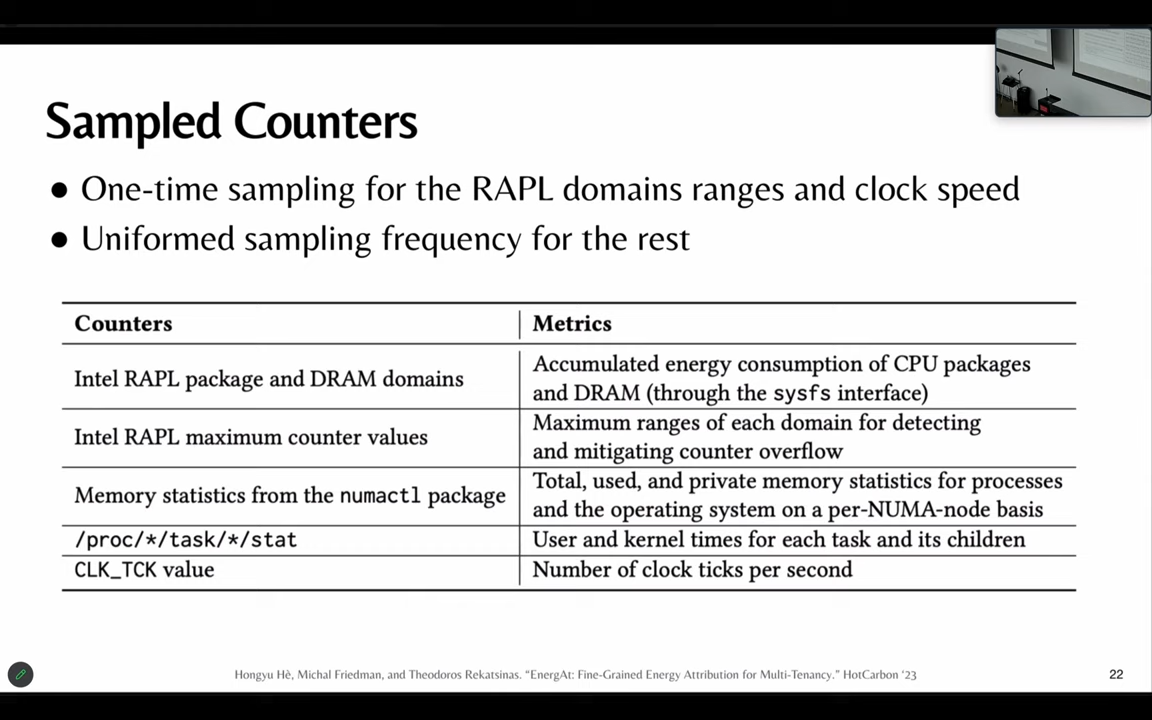 Sampled Counters
● One-time sampling for the RAPL domains ranges and clock speed
● Uniformed sampling frequency for the rest
Counters
Metrics
Intel RAPL package and DRAM domains
Accumulated energy consumption of CPU packages
and DRAM (through the sysfs interface)
Intel RAPL maximum counter values
Maximum ranges of each domain for detecting
and mitigating counter overflow
Memory statistics from the numactl package
Total, used, and private memory statistics for processes
and the operating system on a per-NUMA-node basis
/proc/*/task/*/stat
User and kernel times for each task and its children
CLK_TCK value
Number of clock ticks per second
Hongyu Hè, Michal Friedman, and Theodoros Rekatsinas. “EnergAt: Fine-Grained Energy Attribution for Multi-Tenancy.” HotCarbon ‘23
22